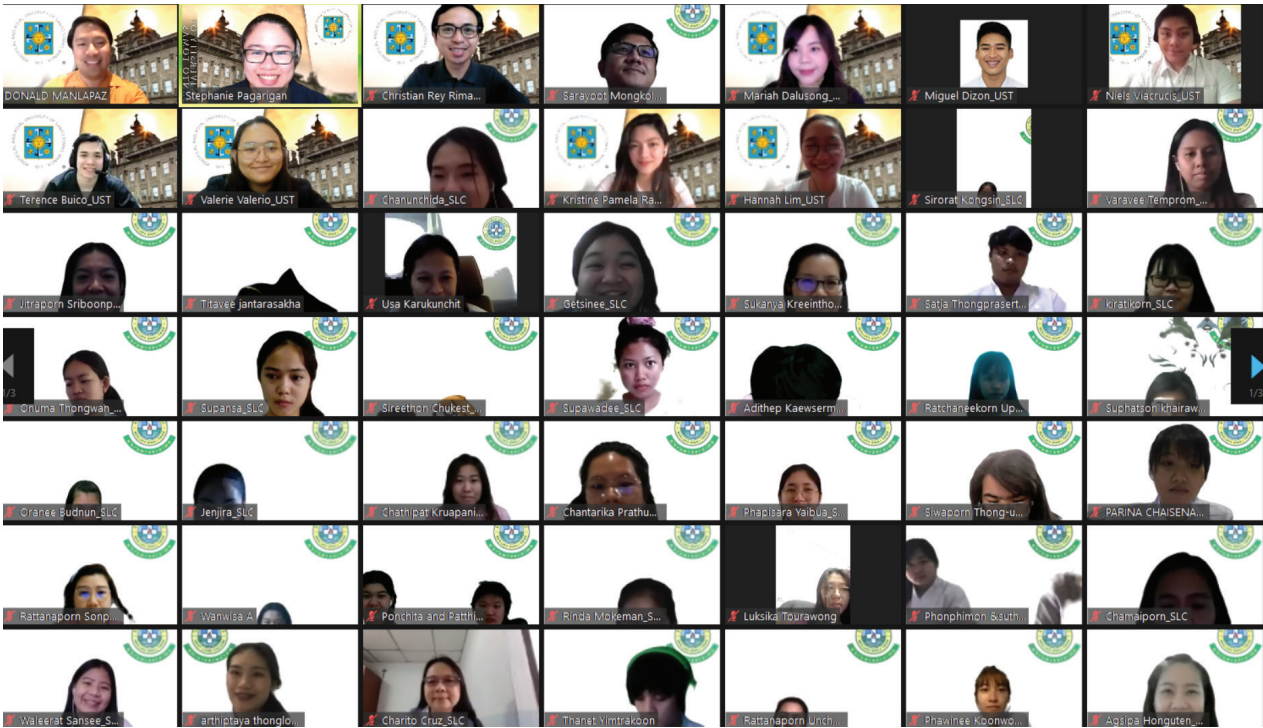 DONALD MANLAPAZ
Stephanie Pagarigan
Christian Rey Rima...
Sarayoot Mongkol...
Mariah Dalusong_...
Miguel Dizon_UST
Niels Viacrucis_UST
Terence Buico_UST
Valerie Valerio_UST
Chanunchida_SLC
Kristine Pamela Ra...
Hannah Lim_UST
Sirorat Kongsin_SLC
Varavee Temprom_...
Jitraporn Sriboonp...
Titavee jantarasakha
Usa Karukunchit
Getsinee_SLC
Sukanya Kreeintho...
Satja Thongprasert...
kiratikorn_SLC
1/3
Onuma Thongwah_...
Supansa_SLC
Sireethon Chukest_...
Supawadee_SLC
Adithep Kaewserm...
Ratchaneekorn Up...
Suphatson khairaw...
1/3
Oranee Budnun_SLC
Jenjira_SLC
Chathipat Kruapani...
Chantarika Prathu...
Phapisara Yaibua_S...
Siwaporn Thong-u...
PARINA CHAISENA...
Rattanaporn Sonp...
Wanwisa A
Ponchita and Patthi...
Rinda Mokeman_S...
Luksika Tourawong
Phonphimon &suth...
Chamaiporn_SLC
Waleerat Sansee_S...
arthiptaya thonglo...
Charito Cruz_SLC
Thanet Yimtrakoon
Rattanaporn Unch...
Phawinee Koonwo...
Agsipa Honguten_...